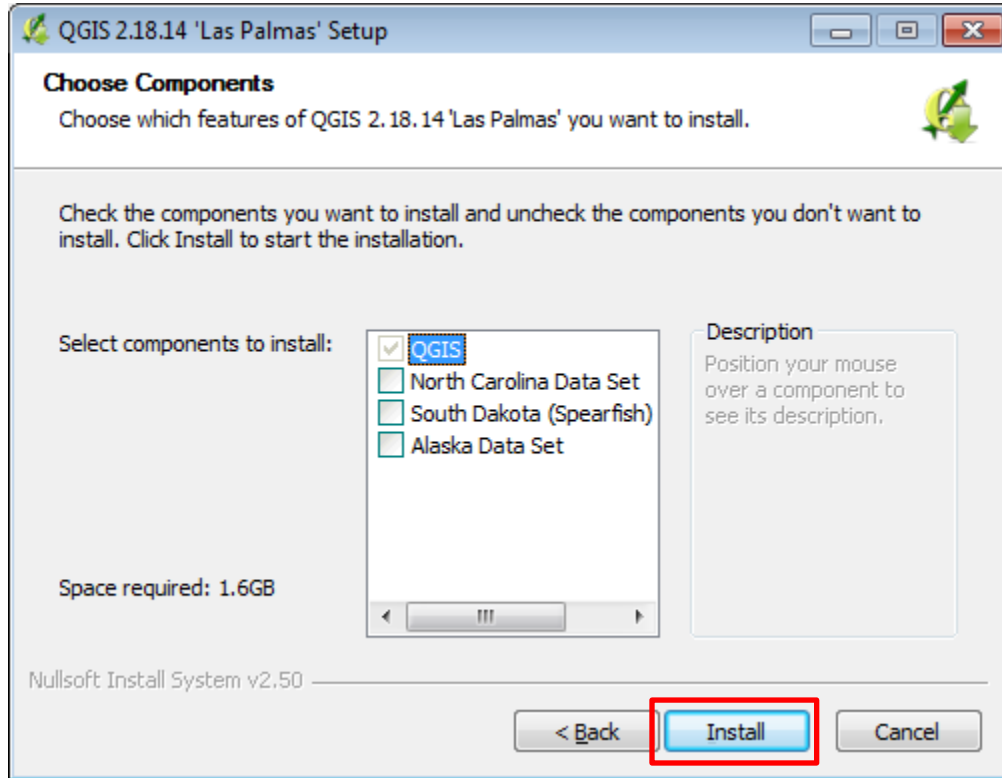 QGIS 2.18.14 'Las Palmas' Setup
Choose Components
Choose which features of QGIS 2.18.14 'Las Palmas' you want to install.
Check the components you want to install and uncheck the components you don't want to
install. Click Install to start the installation.
Select components to install:
QGIS
North Carolina Data Set
South Dakota (Spearfish)
Alaska Data Set
Description
Position your mouse
over a component to
see its description.
Space required: 1.6GB
Nullsoft Install System v2.50
< Back
Install
Cancel